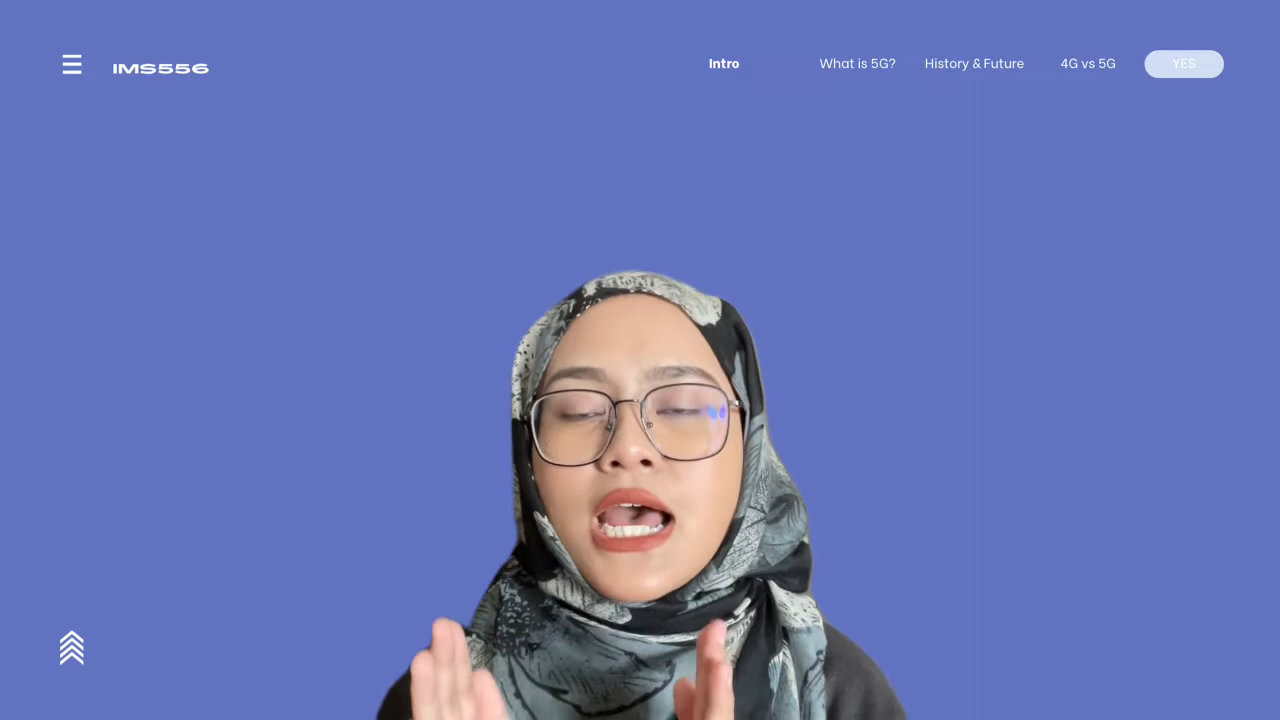 IMS556
Intro
What is 5G?
History & Future
4G vs 5G
YES